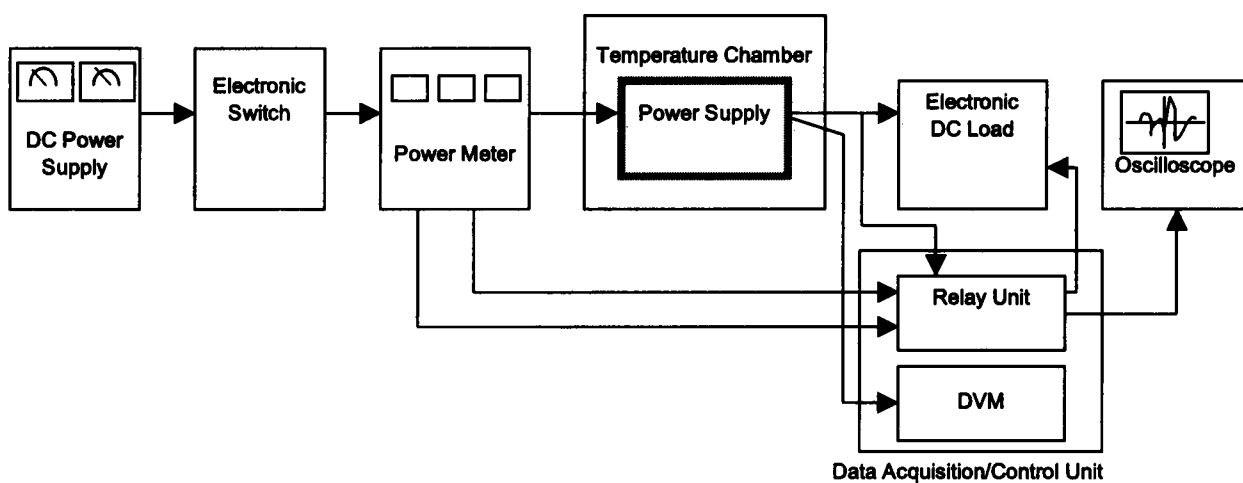 DC Power
Supply
Electronic
Switch
Power Meter
Temperature Chamber
Power Supply
Electronic
DC Load
Oscilloscope
Relay Unit
DVM
Data Acquisition/Control Unit